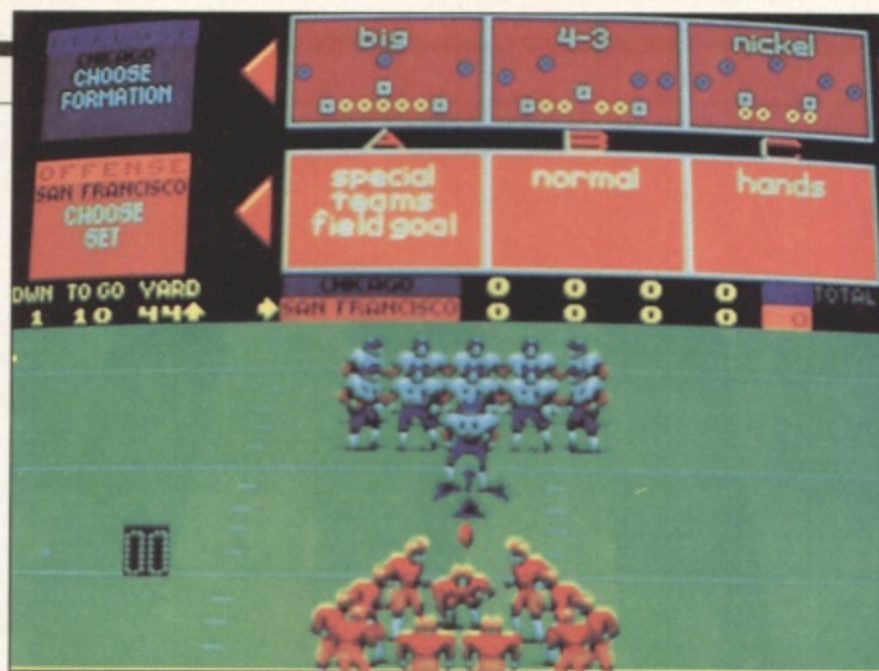 DEFENSE
CHICAGO
CHOOSE
FORMATION
big
4-3
nickel
A
B
C
OFFENSE
SAN FRANCISCO
CHOOSE
SET
special
teams
field goal
normal
hands
DWN TO GO YARD
1 10 44
CHICAGO 0 0 0 0 TOTAL
SAN FRANCISCO 0 0 0 0 0
00